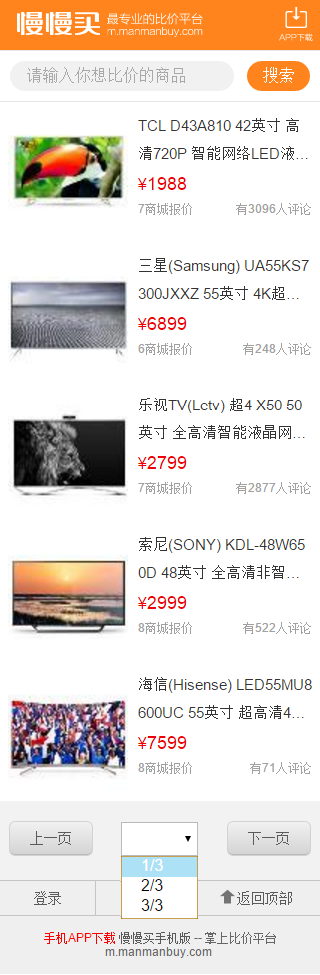 慢慢买 最专业的比价平台
m.manmanbuy.com
APP下载
请输入你想比价的商品 搜索
TCL D43A810 42英寸 高
清720P 智能网络LED液...
¥1988
7商城报价 有3096人评论
三星(Samsung) UA55KS7
300JXXZ 55英寸 4K超...
¥6899
6商城报价 有248人评论
乐视TV(Letv) 超4 X50 50
英寸 全高清智能液晶网...
¥2799
7商城报价 有2877人评论
索尼(SONY) KDL-48W65
0D 48英寸 全高清非智...
¥2999
8商城报价 有522人评论
海信(Hisense) LED55MU8
600UC 55英寸 超高清4...
¥7599
8商城报价 有71人评论
上一页 下一页
1/3
2/3
3/3
登录 返回顶部
手机APP下载 慢慢买手机版 -- 掌上比价平台
m.manmanbuy.com